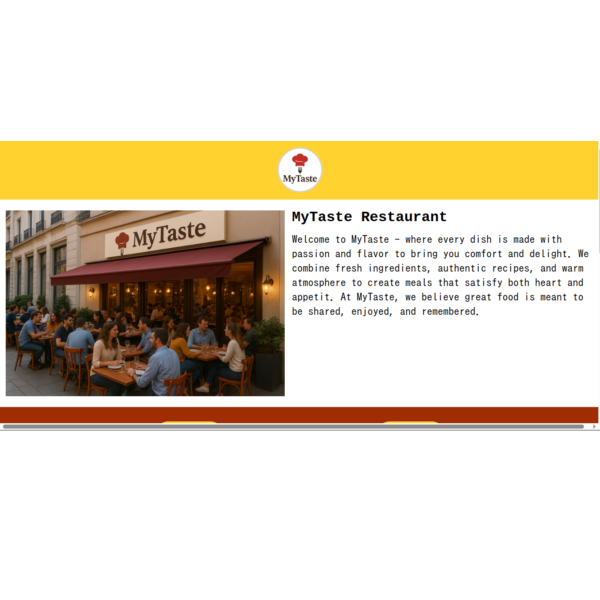 MyTaste
MyTaste
MyTaste Restaurant
Welcome to MyTaste – where every dish is made with
passion and flavor to bring you comfort and delight. We
combine fresh ingredients, authentic recipes, and warm
atmosphere to create meals that satisfy both heart and
appetit. At MyTaste, we believe great food is meant to
be shared, enjoyed, and remembered.